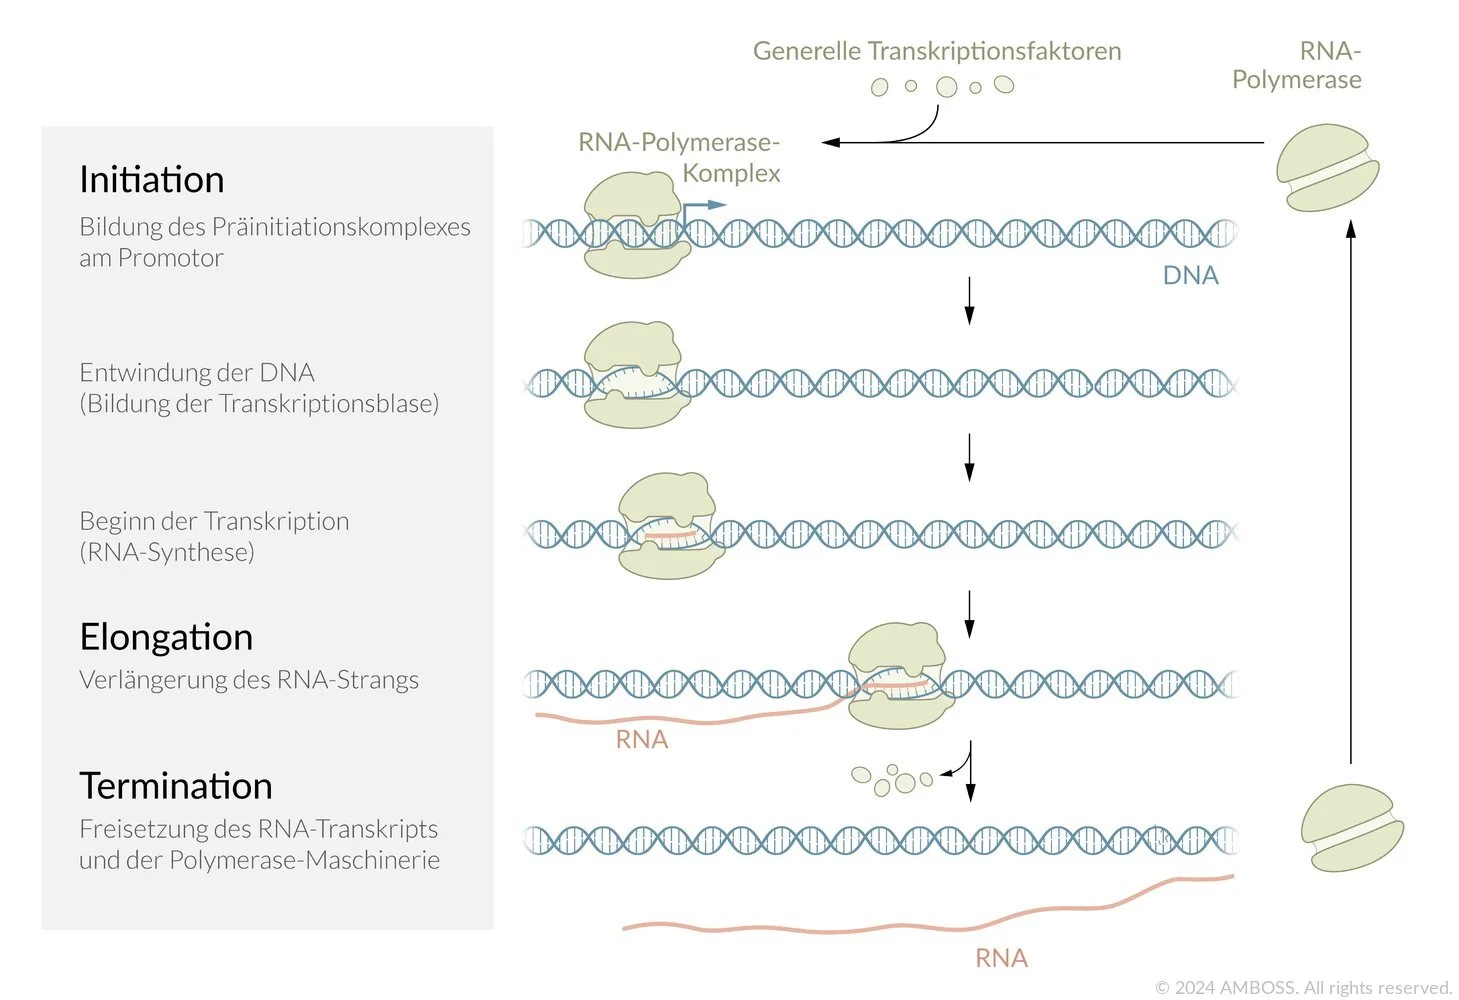 Generelle Transkriptionsfaktoren
RNA-
Polymerase
RNA-Polymerase-
Komplex
Initiation
Bildung des Präinitiationskomplexes
am Promotor
DNA
Entwindung der DNA
(Bildung der Transkriptionsblase)
Beginn der Transkription
(RNA-Synthese)
Elongation
Verlängerung des RNA-Strangs
RNA
Termination
Freisetzung des RNA-Transkripts
und der Polymerase-Maschinerie
RNA
© 2024 AMBOSS. All rights reserved.